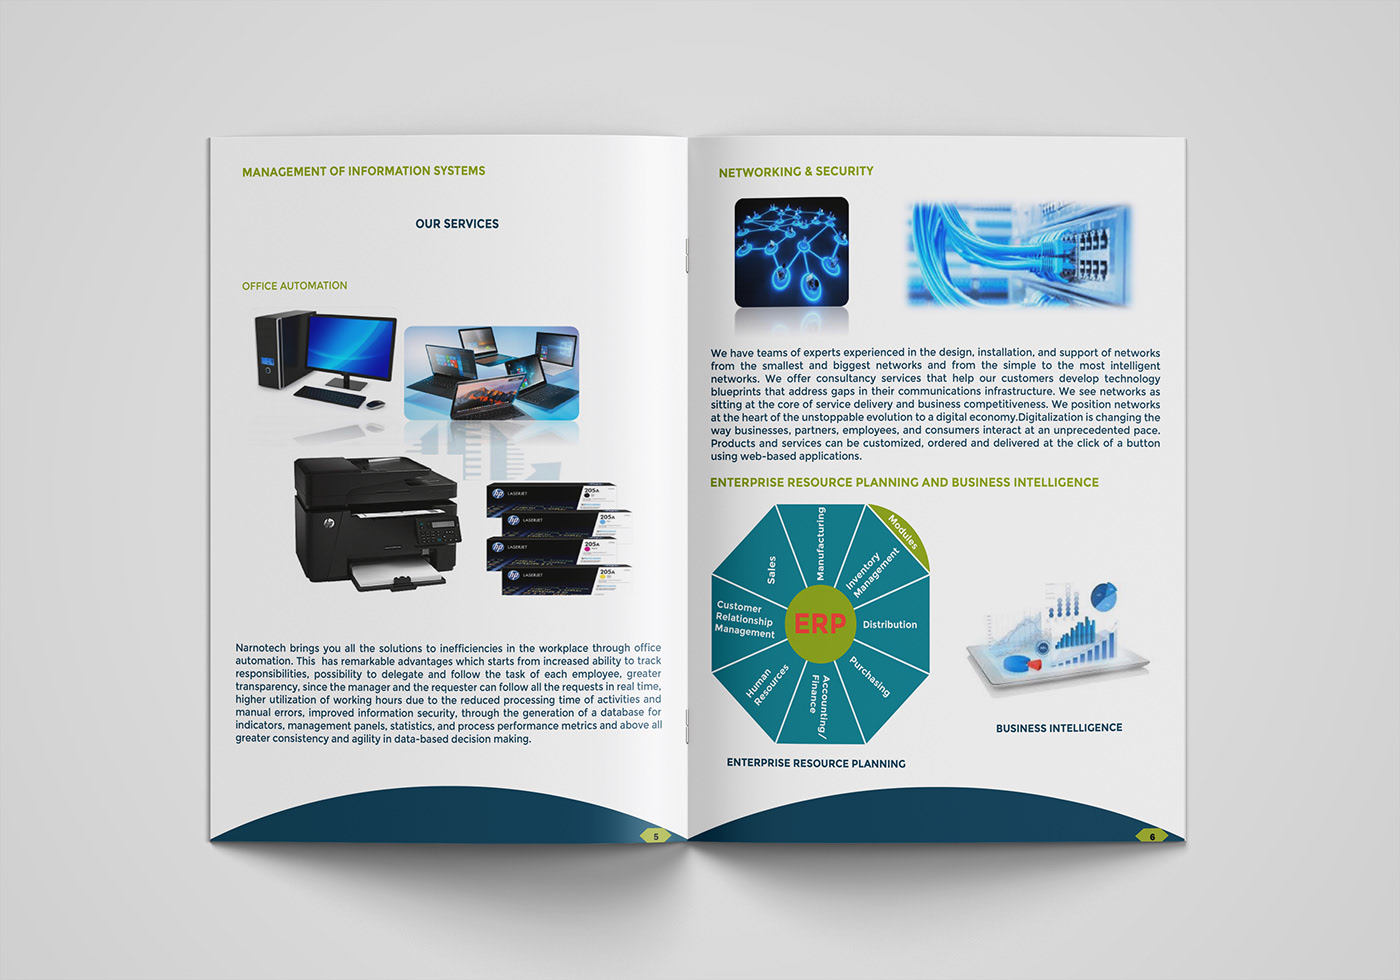 MANAGEMENT OF INFORMATION SYSTEMS
OUR SERVICES
OFFICE AUTOMATION
hp LASERJET 205A
hp LASERJET 205A
hp LASERJET 205A
hp LASERJET 205A
Narnotech brings you all the solutions to inefficiencies in the workplace through office
automation. This has remarkable advantages which starts from increased ability to track
responsibilities, possibility to delegate and follow the task of each employee, greater
transparency, since the manager and the requester can follow all the requests in real time,
higher utilization of working hours due to the reduced processing time of activities and
manual errors, improved information security, through the generation of a database for
indicators, management panels, statistics, and process performance metrics and above all
greater consistency and agility in data-based decision making.
5
NETWORKING & SECURITY
We have teams of experts experienced in the design, installation, and support of networks
from the smallest and biggest networks and from the simple to the most intelligent
networks. We offer consultancy services that help our customers develop technology
blueprints that address gaps in their communications infrastructure. We see networks as
sitting at the core of service delivery and business competitiveness. We position networks
at the heart of the unstoppable evolution to a digital economy.Digitalization is changing the
way businesses, partners, employees, and consumers interact at an unprecedented pace.
Products and services can be customized, ordered and delivered at the click of a button
using web-based applications.
ENTERPRISE RESOURCE PLANNING AND BUSINESS INTELLIGENCE
Modules
Manufacturing
Inventory
Management
Sales
Customer
Relationship
Management
ERP
Distribution
Purchasing
Human
Resources
Accounting/
Finance
BUSINESS INTELLIGENCE
ENTERPRISE RESOURCE PLANNING
6